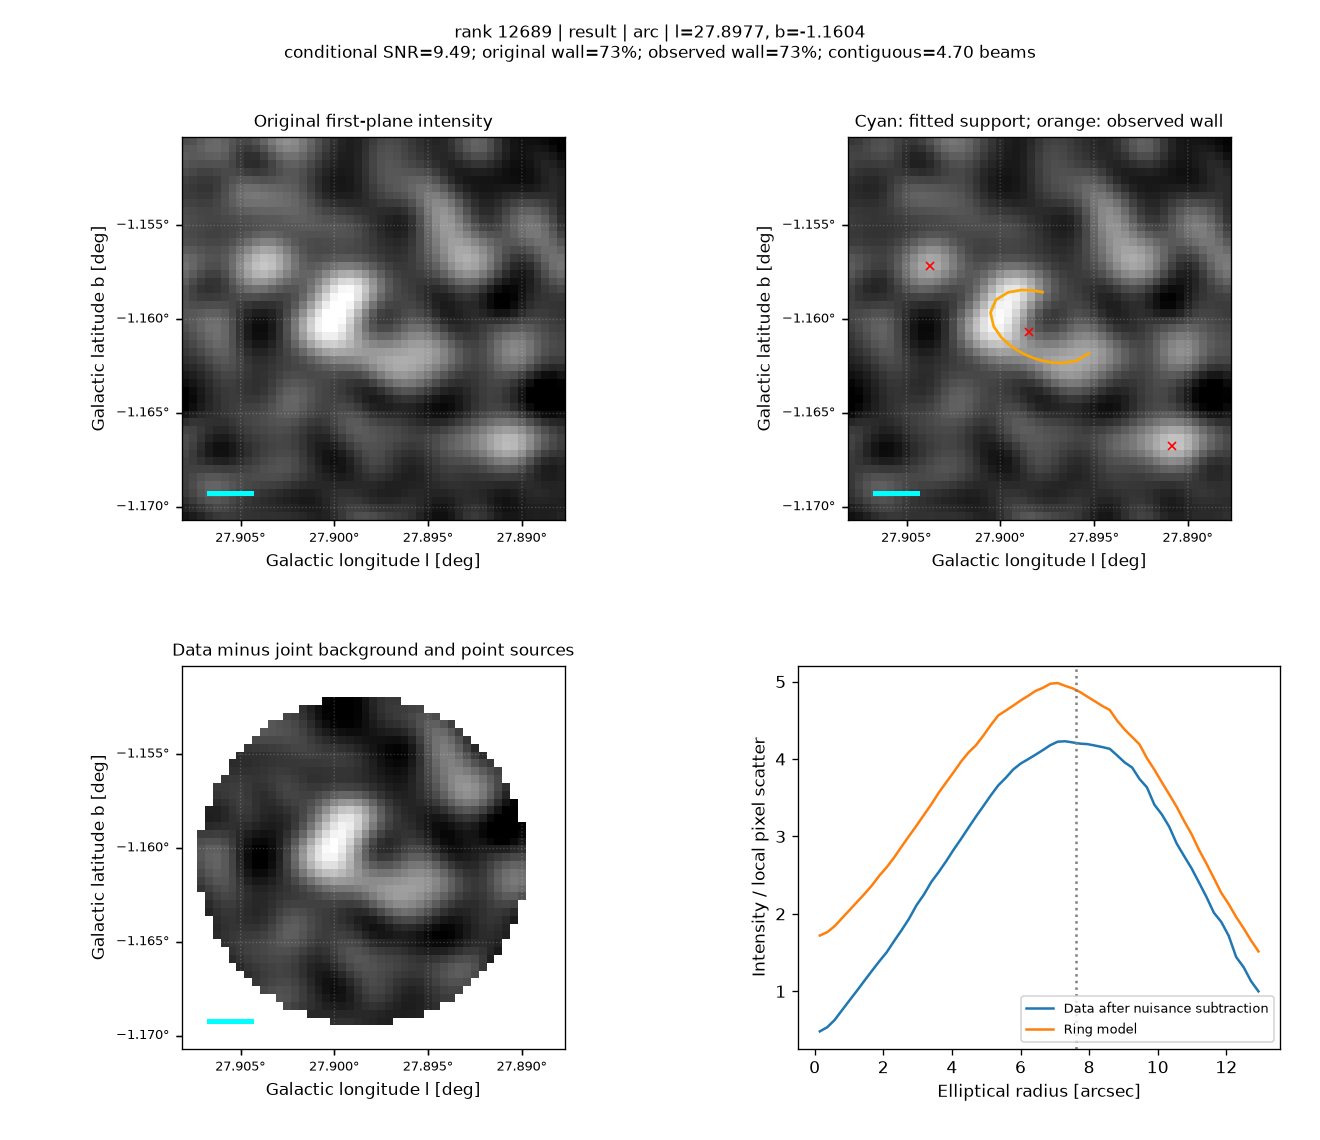 rank 12689 | result | arc | l=27.8977, b=-1.1604
conditional SNR=9.49; original wall=73%; observed wall=73%; contiguous=4.70 beams
Original first-plane intensity
Galactic latitude b [deg]
−1.155°
−1.160°
−1.165°
−1.170°
27.905°
27.900°
27.895°
27.890°
Galactic longitude l [deg]
Cyan: fitted support; orange: observed wall
Galactic latitude b [deg]
−1.155°
−1.160°
−1.165°
−1.170°
27.905°
27.900°
27.895°
27.890°
Galactic longitude l [deg]
Data minus joint background and point sources
Galactic latitude b [deg]
−1.155°
−1.160°
−1.165°
−1.170°
27.905°
27.900°
27.895°
27.890°
Galactic longitude l [deg]
Intensity / local pixel scatter
5
4
3
2
1
0
2
4
6
8
10
12
Elliptical radius [arcsec]
Data after nuisance subtraction
Ring model